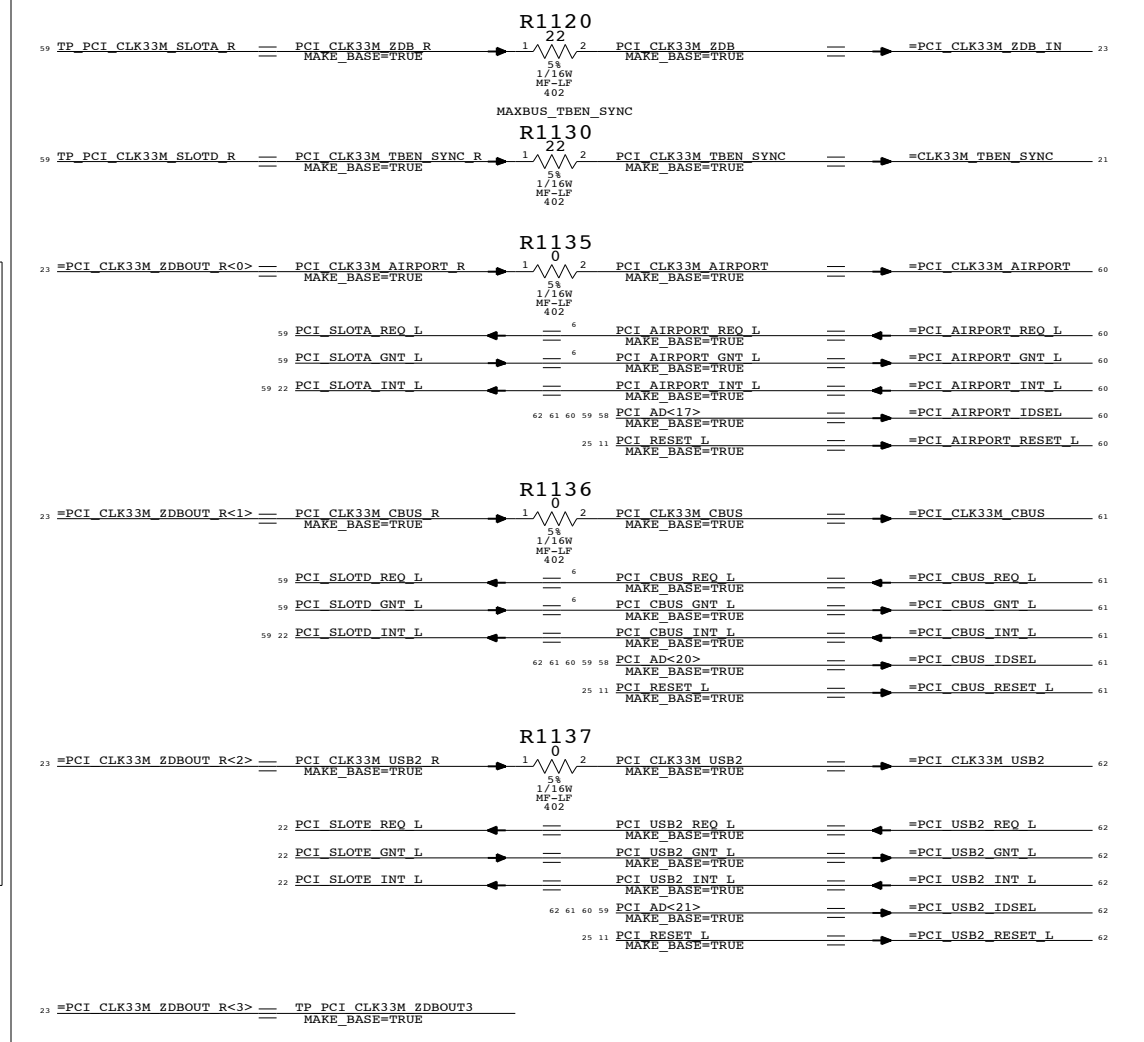 R1120
22
59 TP_PCI_CLK33M_SLOTA_R PCI_CLK33M_ZDB_R 1 2 PCI_CLK33M_ZDB =PCI_CLK33M_ZDB_IN 23
MAKE_BASE=TRUE MAKE_BASE=TRUE
5%
1/16W
MF-LF
402
MAXBUS_TBEN_SYNC
R1130
22
59 TP_PCI_CLK33M_SLOTD_R PCI_CLK33M_TBEN_SYNC_R 1 2 PCI_CLK33M_TBEN_SYNC =CLK33M_TBEN_SYNC 21
MAKE_BASE=TRUE MAKE_BASE=TRUE
5%
1/16W
MF-LF
402
R1135
0
23 =PCI_CLK33M_ZDBOUT_R<0> PCI_CLK33M_AIRPORT_R 1 2 PCI_CLK33M_AIRPORT =PCI_CLK33M_AIRPORT 60
MAKE_BASE=TRUE MAKE_BASE=TRUE
5%
1/16W
MF-LF
402
59 PCI_SLOTA_REQ_L 6 PCI_AIRPORT_REQ_L =PCI_AIRPORT_REQ_L 60
MAKE_BASE=TRUE
59 PCI_SLOTA_GNT_L 6 PCI_AIRPORT_GNT_L =PCI_AIRPORT_GNT_L 60
MAKE_BASE=TRUE
59 22 PCI_SLOTA_INT_L PCI_AIRPORT_INT_L =PCI_AIRPORT_INT_L 60
MAKE_BASE=TRUE
62 61 60 59 58 PCI_AD<17> =PCI_AIRPORT_IDSEL 60
MAKE_BASE=TRUE
25 11 PCI_RESET_L =PCI_AIRPORT_RESET_L 60
MAKE_BASE=TRUE
R1136
0
23 =PCI_CLK33M_ZDBOUT_R<1> PCI_CLK33M_CBUS_R 1 2 PCI_CLK33M_CBUS =PCI_CLK33M_CBUS 61
MAKE_BASE=TRUE MAKE_BASE=TRUE
5%
1/16W
MF-LF
402
59 PCI_SLOTD_REQ_L 6 PCI_CBUS_REQ_L =PCI_CBUS_REQ_L 61
MAKE_BASE=TRUE
59 PCI_SLOTD_GNT_L 6 PCI_CBUS_GNT_L =PCI_CBUS_GNT_L 61
MAKE_BASE=TRUE
59 22 PCI_SLOTD_INT_L PCI_CBUS_INT_L =PCI_CBUS_INT_L 61
MAKE_BASE=TRUE
62 61 60 59 58 PCI_AD<20> =PCI_CBUS_IDSEL 61
MAKE_BASE=TRUE
25 11 PCI_RESET_L =PCI_CBUS_RESET_L 61
MAKE_BASE=TRUE
R1137
0
23 =PCI_CLK33M_ZDBOUT_R<2> PCI_CLK33M_USB2_R 1 2 PCI_CLK33M_USB2 =PCI_CLK33M_USB2 62
MAKE_BASE=TRUE MAKE_BASE=TRUE
5%
1/16W
MF-LF
402
22 PCI_SLOTE_REQ_L PCI_USB2_REQ_L =PCI_USB2_REQ_L 62
MAKE_BASE=TRUE
22 PCI_SLOTE_GNT_L PCI_USB2_GNT_L =PCI_USB2_GNT_L 62
MAKE_BASE=TRUE
22 PCI_SLOTE_INT_L PCI_USB2_INT_L =PCI_USB2_INT_L 62
MAKE_BASE=TRUE
62 61 60 59 PCI_AD<21> =PCI_USB2_IDSEL 62
MAKE_BASE=TRUE
25 11 PCI_RESET_L =PCI_USB2_RESET_L 62
MAKE_BASE=TRUE
23 =PCI_CLK33M_ZDBOUT_R<3> TP_PCI_CLK33M_ZDBOUT3
MAKE_BASE=TRUE